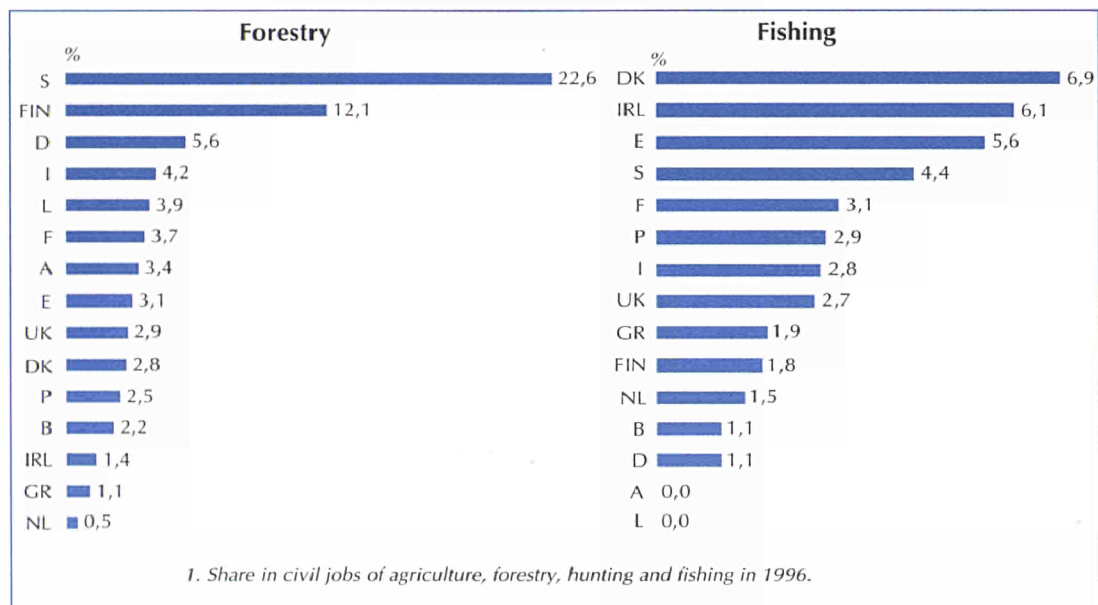 Forestry
%
S 22,6
FIN 12,1
D 5,6
I 4,2
L 3,9
F 3,7
A 3,4
E 3,1
UK 2,9
DK 2,8
P 2,5
B 2,2
IRL 1,4
GR 1,1
NL 0,5
Fishing
%
DK 6,9
IRL 6,1
E 5,6
S 4,4
F 3,1
P 2,9
I 2,8
UK 2,7
GR 1,9
FIN 1,8
NL 1,5
B 1,1
D 1,1
A 0,0
L 0,0
1. Share in civil jobs of agriculture, forestry, hunting and fishing in 1996.